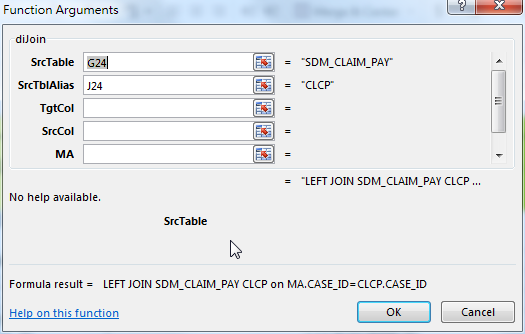 Function Arguments
diJoin
SrcTable G24 = "SDM_CLAIM_PAY"
SrcTblAlias J24 = "CLCP"
TgtCol =
SrcCol =
MA =
= "LEFT JOIN SDM_CLAIM_PAY CLCP ...
No help available.
SrcTable
Formula result = LEFT JOIN SDM_CLAIM_PAY CLCP on MA.CASE_ID=CLCP.CASE_ID
Help on this function
OK Cancel